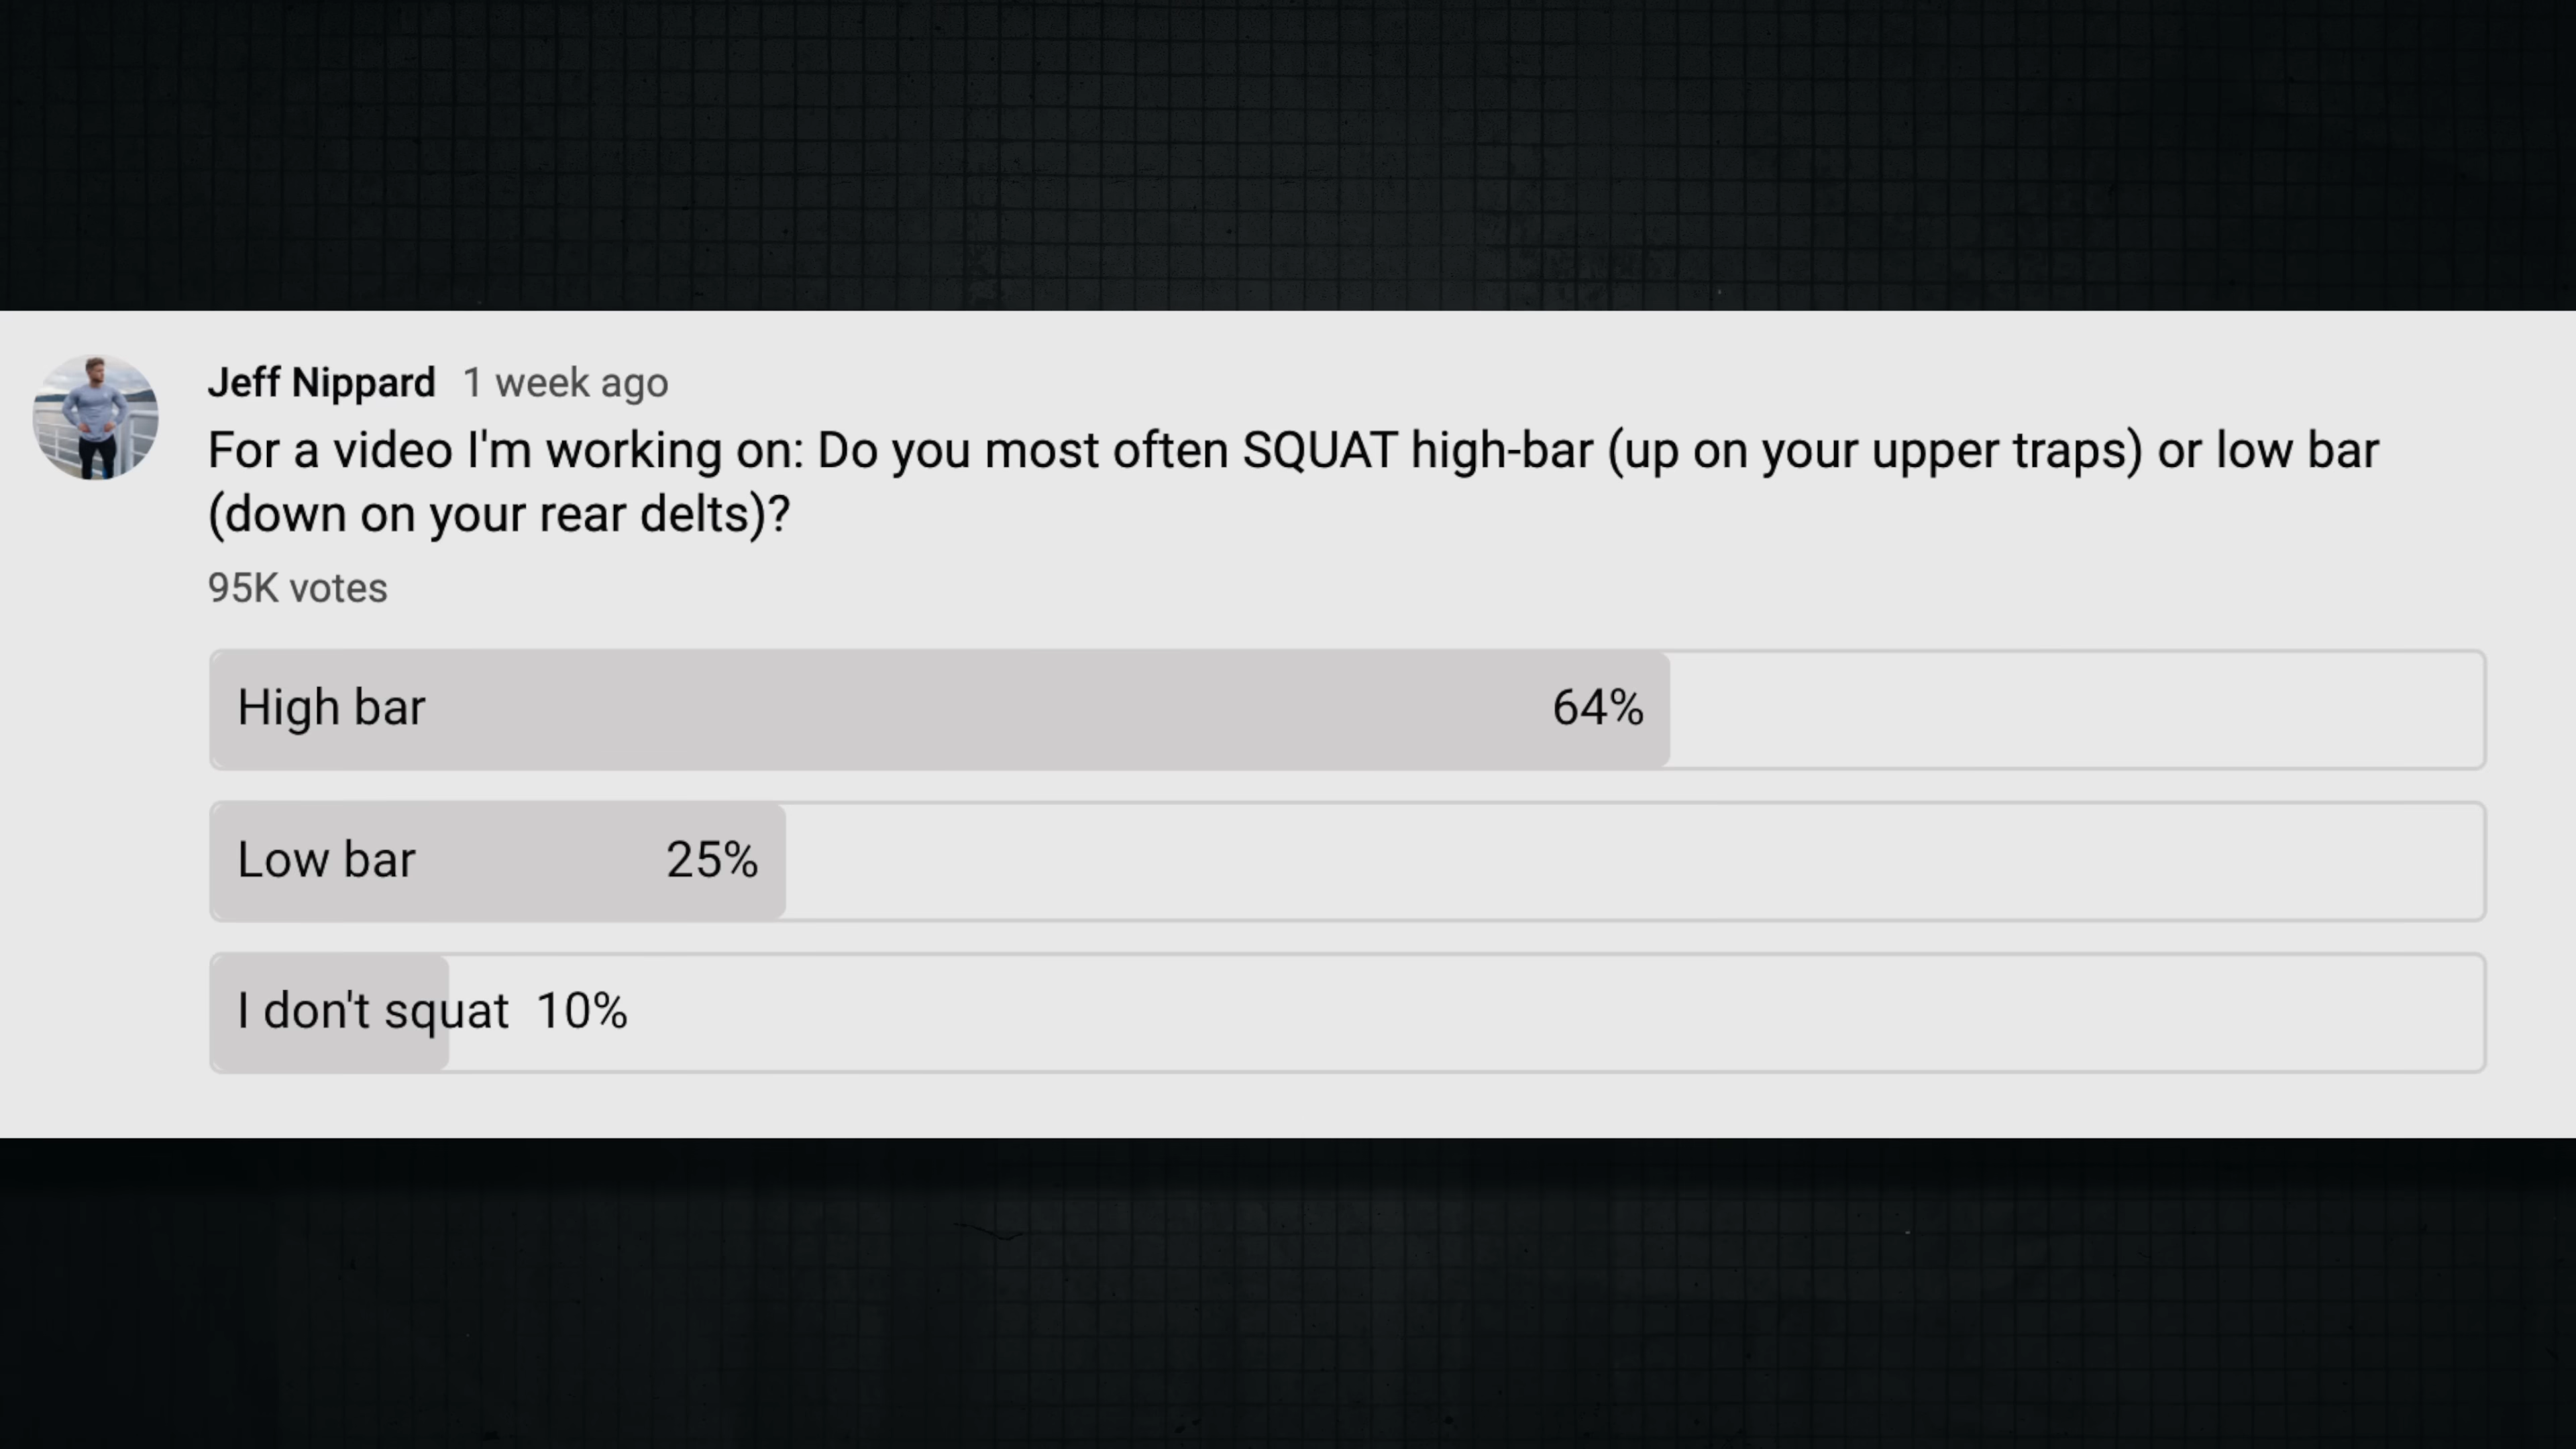 Jeff Nippard 1 week ago
For a video I'm working on: Do you most often SQUAT high-bar (up on your upper traps) or low bar
(down on your rear delts)?
95K votes
High bar 64%
Low bar 25%
I don't squat 10%